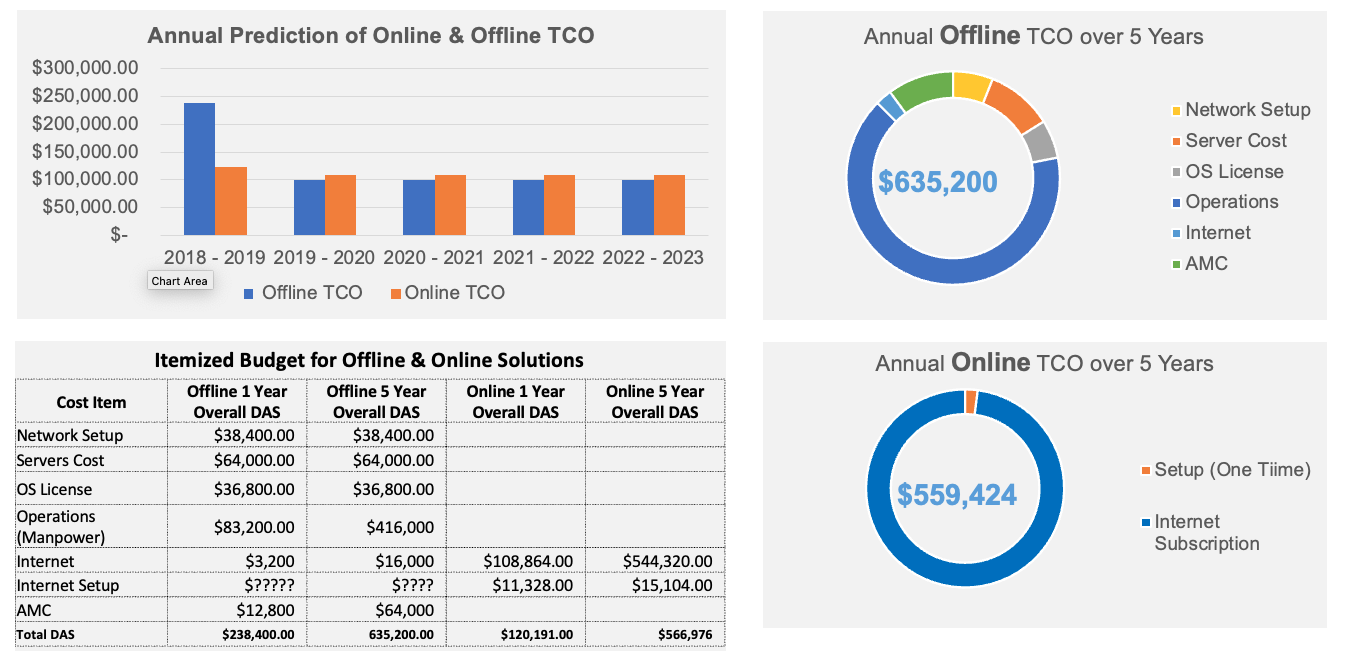 Annual Prediction of Online & Offline TCO
$300,000.00
$250,000.00
$200,000.00
$150,000.00
$100,000.00
$50,000.00
$-
2018 - 2019 2019 - 2020 2020 - 2021 2021 - 2022 2022 - 2023
Chart Area
Offline TCO Online TCO
Annual Offline TCO over 5 Years
$635,200
Network Setup
Server Cost
OS License
Operations
Internet
AMC
Itemized Budget for Offline & Online Solutions
Cost Item Offline 1 Year Overall DAS Offline 5 Year Overall DAS Online 1 Year Overall DAS Online 5 Year Overall DAS
Network Setup $38,400.00 $38,400.00
Servers Cost $64,000.00 $64,000.00
OS License $36,800.00 $36,800.00
Operations (Manpower) $83,200.00 $416,000
Internet $3,200 $16,000 $108,864.00 $544,320.00
Internet Setup $????? $???? $11,328.00 $15,104.00
AMC $12,800 $64,000
Total DAS $238,400.00 635,200.00 $120,191.00 $566,976
Annual Online TCO over 5 Years
$559,424
Setup (One Tiime)
Internet
Subscription